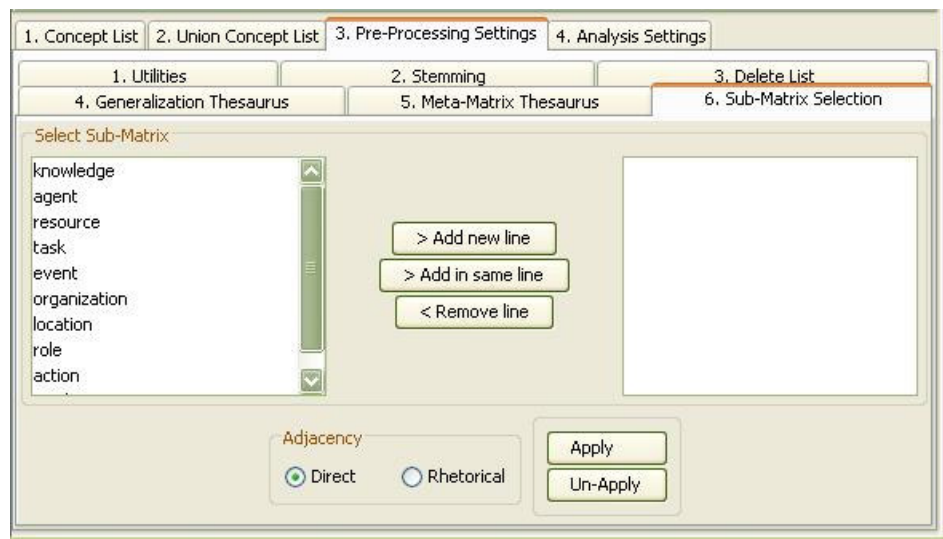 1. Concept List 2. Union Concept List 3. Pre-Processing Settings 4. Analysis Settings
1. Utilities 2. Stemming 3. Delete List
4. Generalization Thesaurus 5. Meta-Matrix Thesaurus 6. Sub-Matrix Selection
Select Sub-Matrix
knowledge
agent
resource
task
event
organization
location
role
action
> Add new line
> Add in same line
< Remove line
Adjacency
Direct Rhetorical
Apply
Un-Apply